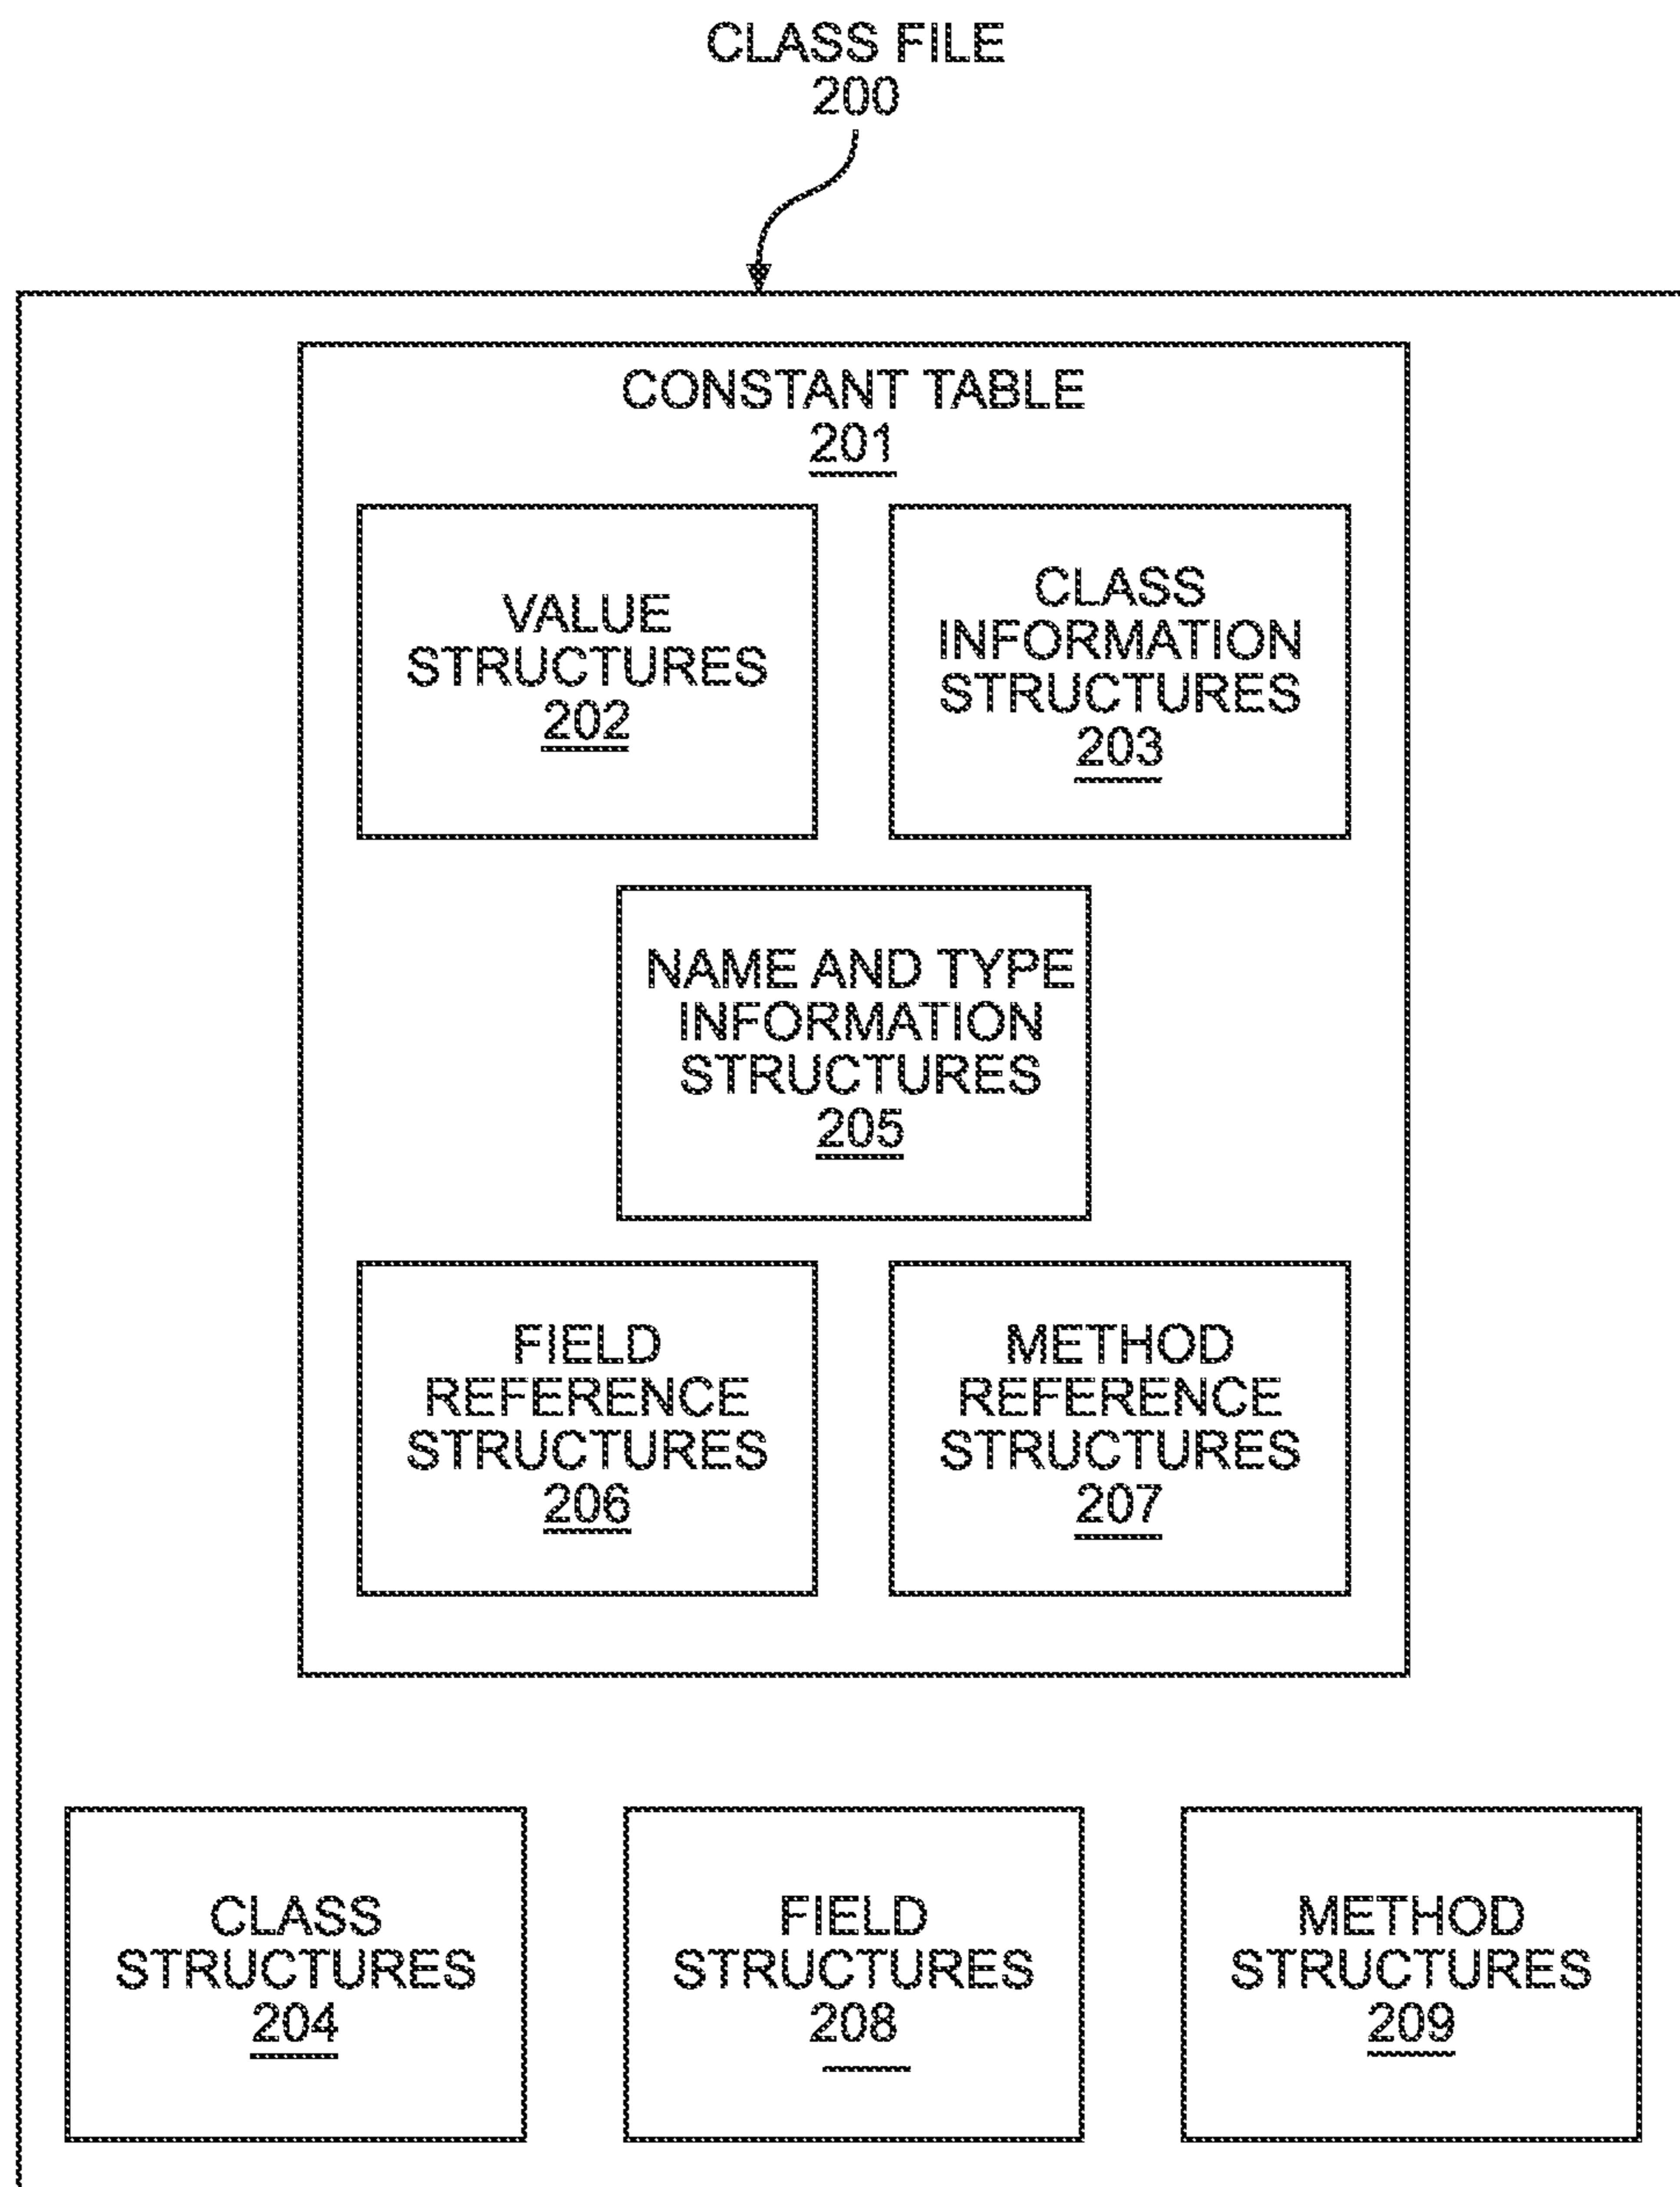 CLASS FILE
200
CONSTANT TABLE
201
VALUE
STRUCTURES
202
CLASS
INFORMATION
STRUCTURES
203
NAME AND TYPE
INFORMATION
STRUCTURES
205
FIELD
REFERENCE
STRUCTURES
206
METHOD
REFERENCE
STRUCTURES
207
CLASS
STRUCTURES
204
FIELD
STRUCTURES
208
METHOD
STRUCTURES
209